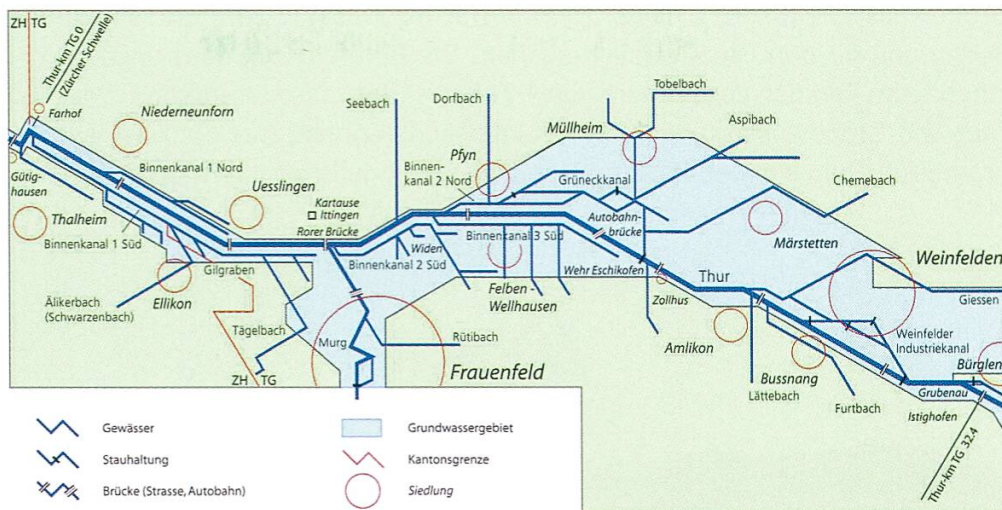 ZH TG
Thur-km TG 0
(Zürcher Schwelle)
Farhof
Niederneunforn
Seebach
Dorfbach
Tobelbach
Müllheim
Aspibach
Pfyn
Binnenkanal 1 Nord
Binnen-
kanal 2 Nord
Grüneckkanal
Chemebach
Gütig-
hausen
Uesslingen
Kartause
Ittingen
Thalheim
Rorer Brücke
Autobahn-
brücke
Märstetten
Binnenkanal 1 Süd
Widen
Binnenkanal 3 Süd
Binnenkanal 2 Süd
Wehr Eschikofen
Thur
Weinfelden
Gilgraben
Ellikon
Felben -
Wellhausen
Zollhus
Giessen
Älikerbach
(Schwarzenbach)
Tägelbach
Murg
Rütibach
Amlikon
Weinfelder
Industriekanal
Bürglen
Frauenfeld
Bussnang
Grubenau
ZH TG
Lättebach
Furtbach
Istighofen
Thur-km TG 32.4
Gewässer
Grundwassergebiet
Stauhaltung
Kantonsgrenze
Brücke (Strasse, Autobahn)
Siedlung